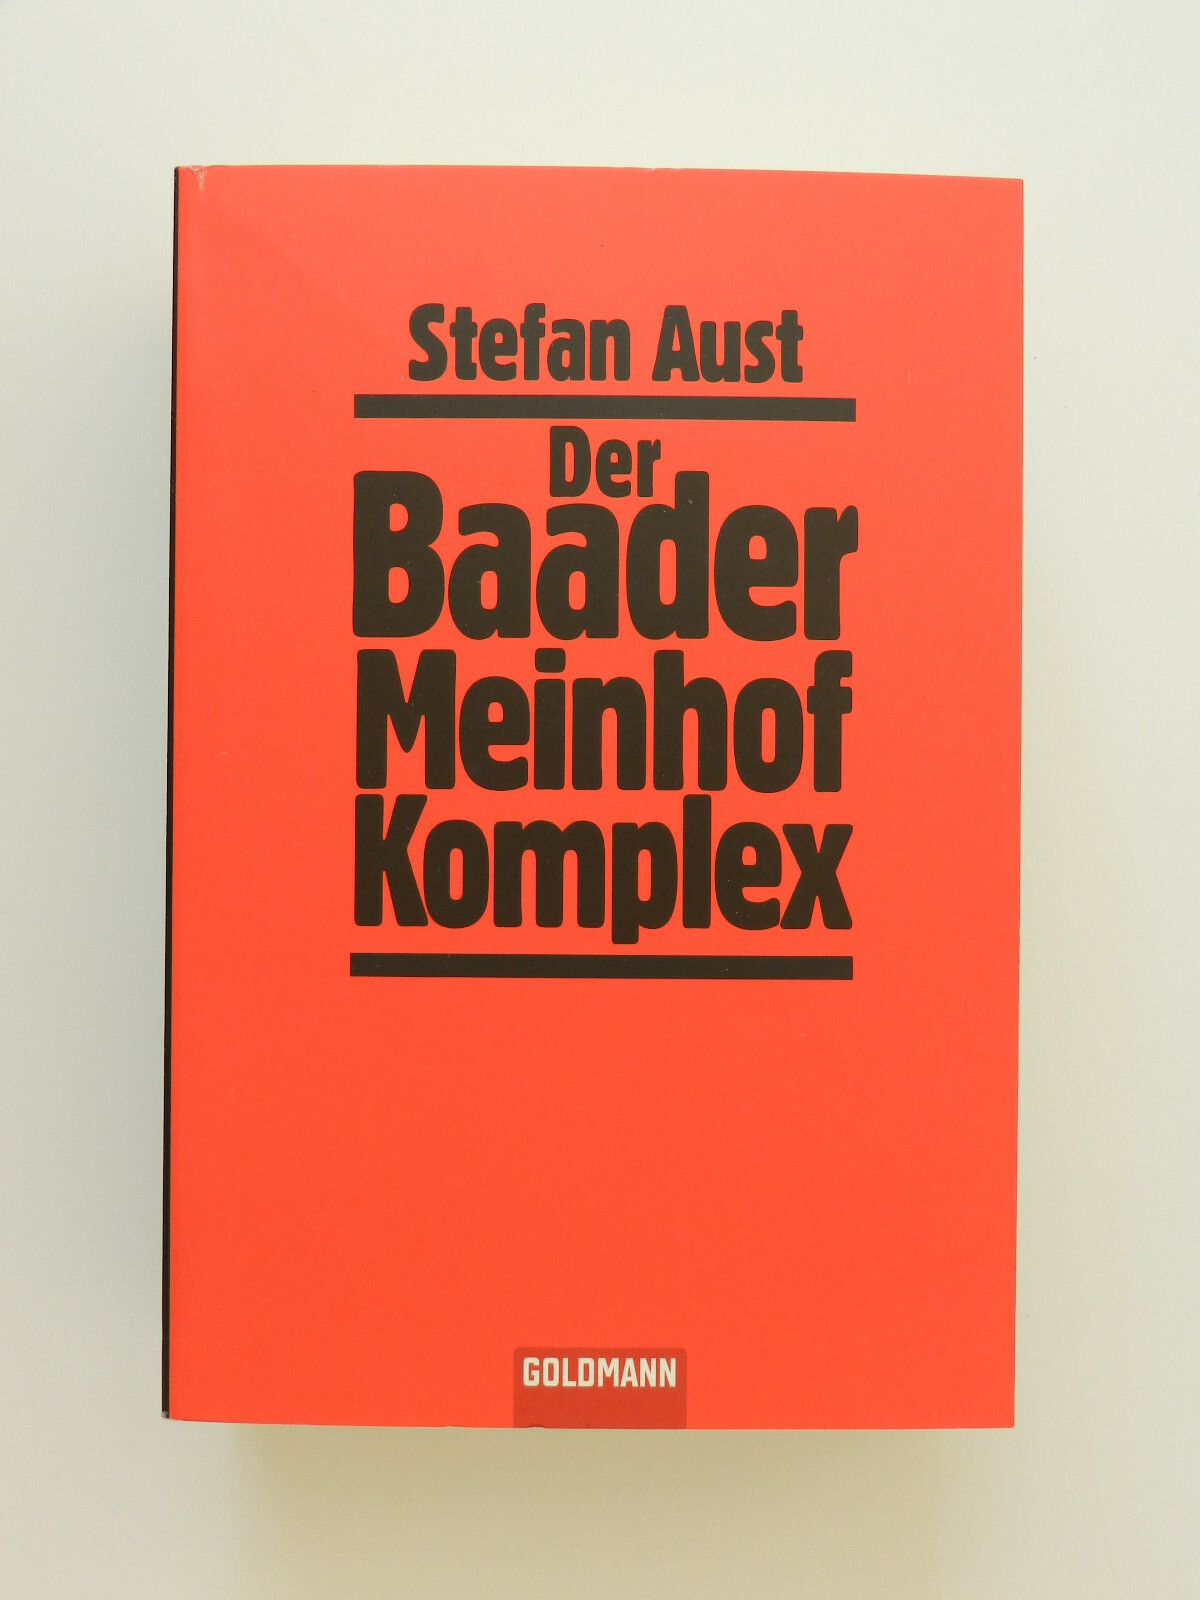 Stefan Aust
Der
Baader
Meinhof
Komplex
GOLDMANN